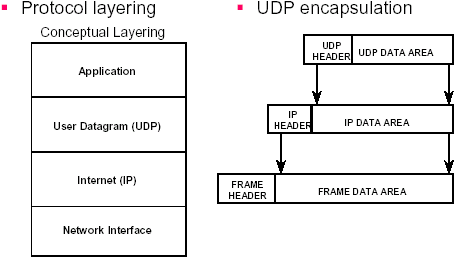 Protocol layering
Conceptual Layering
Application
User Datagram (UDP)
Internet (IP)
Network Interface
UDP encapsulation
UDP
HEADER
UDP DATA AREA
IP
HEADER
IP DATA AREA
FRAME
HEADER
FRAME DATA AREA